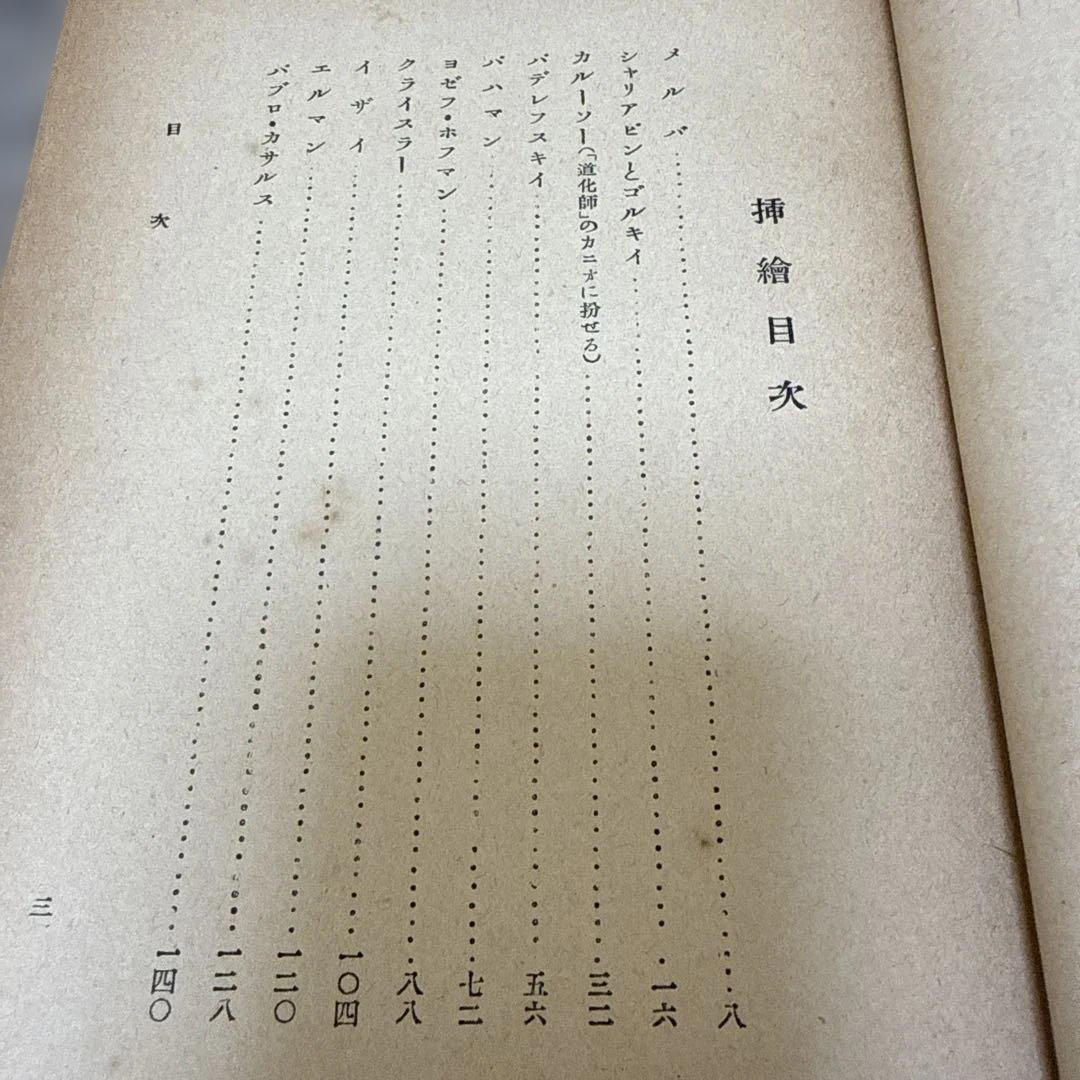 挿繪目次
メルバ……八
シャリアピンとゴルキイ……一六
カルーソー(「道化師」のカニオに扮せる)……三二
パデレフスキイ……五六
パハマン……七二
ヨゼフ・ホフマン……八八
クライスラー……一〇四
イザイ……一二〇
エルマン……一二八
パブロ・カサルス……一四〇
目次
三